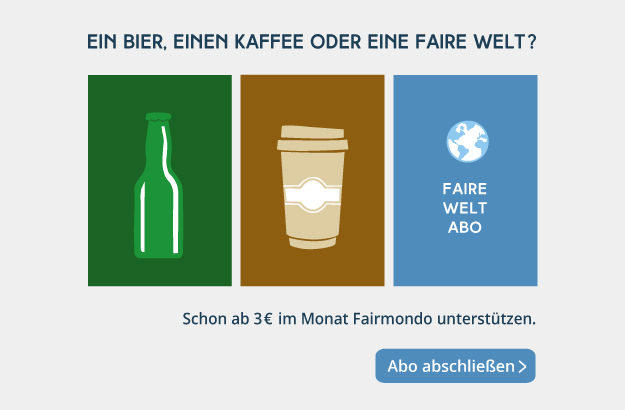 EIN BIER, EINEN KAFFEE ODER EINE FAIRE WELT?
FAIRE
WELT
ABO
Schon ab 3€ im Monat Fairmondo unterstützen.
Abo abschließen >